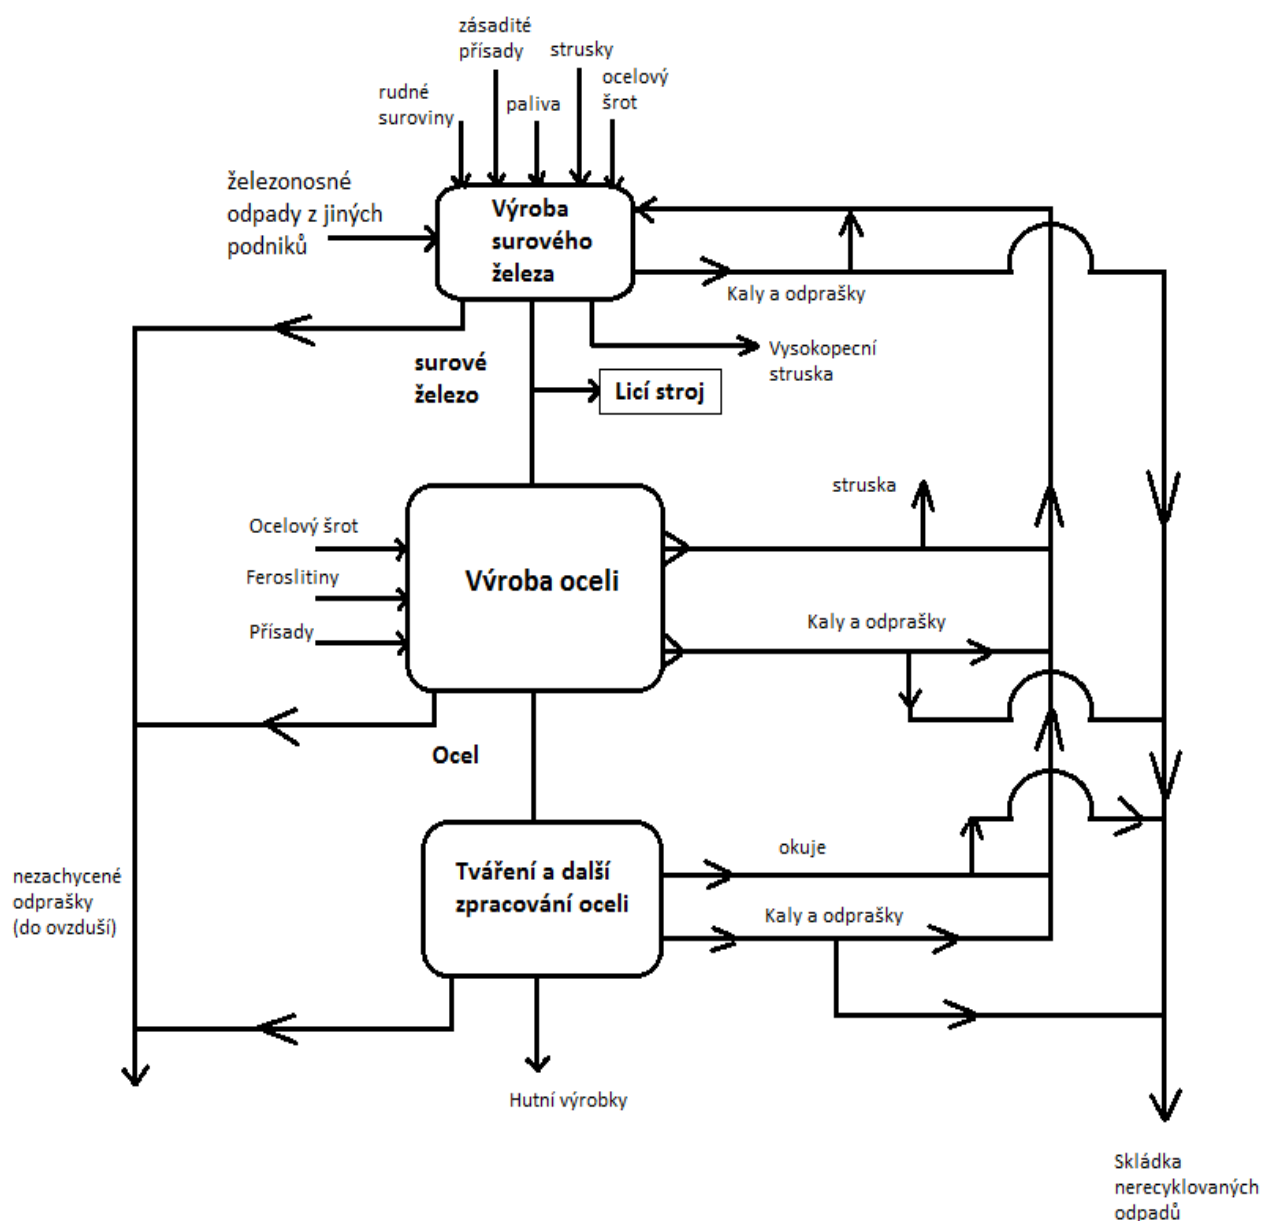 zásadité
přísady
strusky
ocelový
šrot
rudné
suroviny
paliva
železonosné
odpady z jiných
podniků
Výroba
surového
železa
Kaly a odprašky
Vysokopecní
struska
surové
železo
Licí stroj
struska
Ocelový šrot
Feroslitiny
Přísady
Výroba oceli
Kaly a odprašky
Ocel
okuje
Tváření a další
zpracování oceli
Kaly a odprašky
nezachycené
odprašky
(do ovzduší)
Hutní výrobky
Skládka
nerecyklovaných
odpadů